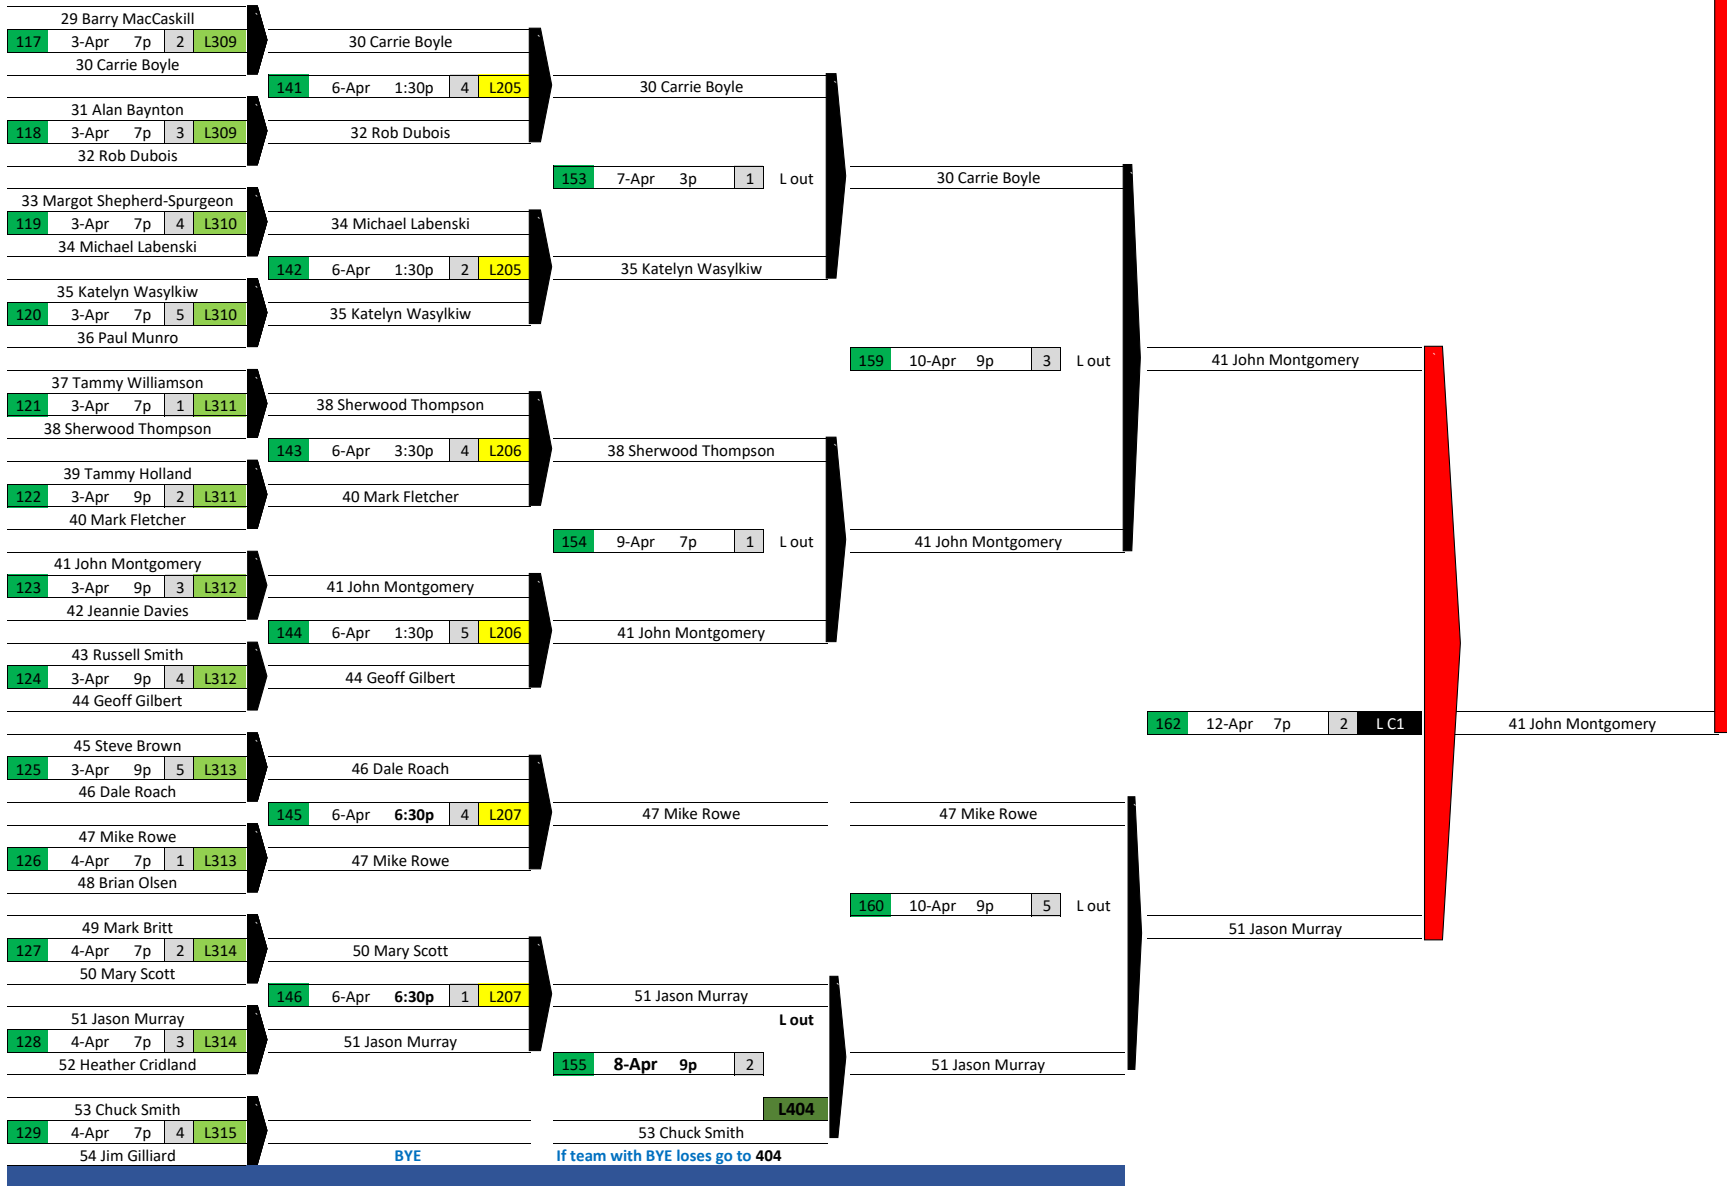 29 Barry MacCaskill
117 3-Apr 7p 2 L309
30 Carrie Boyle
30 Carrie Boyle
141 6-Apr 1:30p 4 L205
30 Carrie Boyle
31 Alan Baynton
118 3-Apr 7p 3 L309
32 Rob Dubois
32 Rob Dubois
153 7-Apr 3p 1 L out
30 Carrie Boyle
33 Margot Shepherd-Spurgeon
119 3-Apr 7p 4 L310
34 Michael Labenski
34 Michael Labenski
142 6-Apr 1:30p 2 L205
35 Katelyn Wasylkiw
35 Katelyn Wasylkiw
120 3-Apr 7p 5 L310
35 Katelyn Wasylkiw
36 Paul Munro
159 10-Apr 9p 3 L out
41 John Montgomery
37 Tammy Williamson
121 3-Apr 7p 1 L311
38 Sherwood Thompson
38 Sherwood Thompson
143 6-Apr 3:30p 4 L206
38 Sherwood Thompson
39 Tammy Holland
122 3-Apr 9p 2 L311
40 Mark Fletcher
40 Mark Fletcher
154 9-Apr 7p 1 L out
41 John Montgomery
41 John Montgomery
123 3-Apr 9p 3 L312
41 John Montgomery
42 Jeannie Davies
144 6-Apr 1:30p 5 L206
41 John Montgomery
43 Russell Smith
124 3-Apr 9p 4 L312
44 Geoff Gilbert
44 Geoff Gilbert
162 12-Apr 7p 2 L C1
41 John Montgomery
45 Steve Brown
125 3-Apr 9p 5 L313
46 Dale Roach
46 Dale Roach
145 6-Apr 6:30p 4 L207
47 Mike Rowe
47 Mike Rowe
47 Mike Rowe
126 4-Apr 7p 1 L313
47 Mike Rowe
48 Brian Olsen
160 10-Apr 9p 5 L out
51 Jason Murray
49 Mark Britt
127 4-Apr 7p 2 L314
50 Mary Scott
50 Mary Scott
146 6-Apr 6:30p 1 L207
51 Jason Murray
L out
51 Jason Murray
128 4-Apr 7p 3 L314
51 Jason Murray
52 Heather Cridland
155 8-Apr 9p 2
51 Jason Murray
53 Chuck Smith
L404
129 4-Apr 7p 4 L315
53 Chuck Smith
54 Jim Gilliard
BYE
If team with BYE loses go to 404